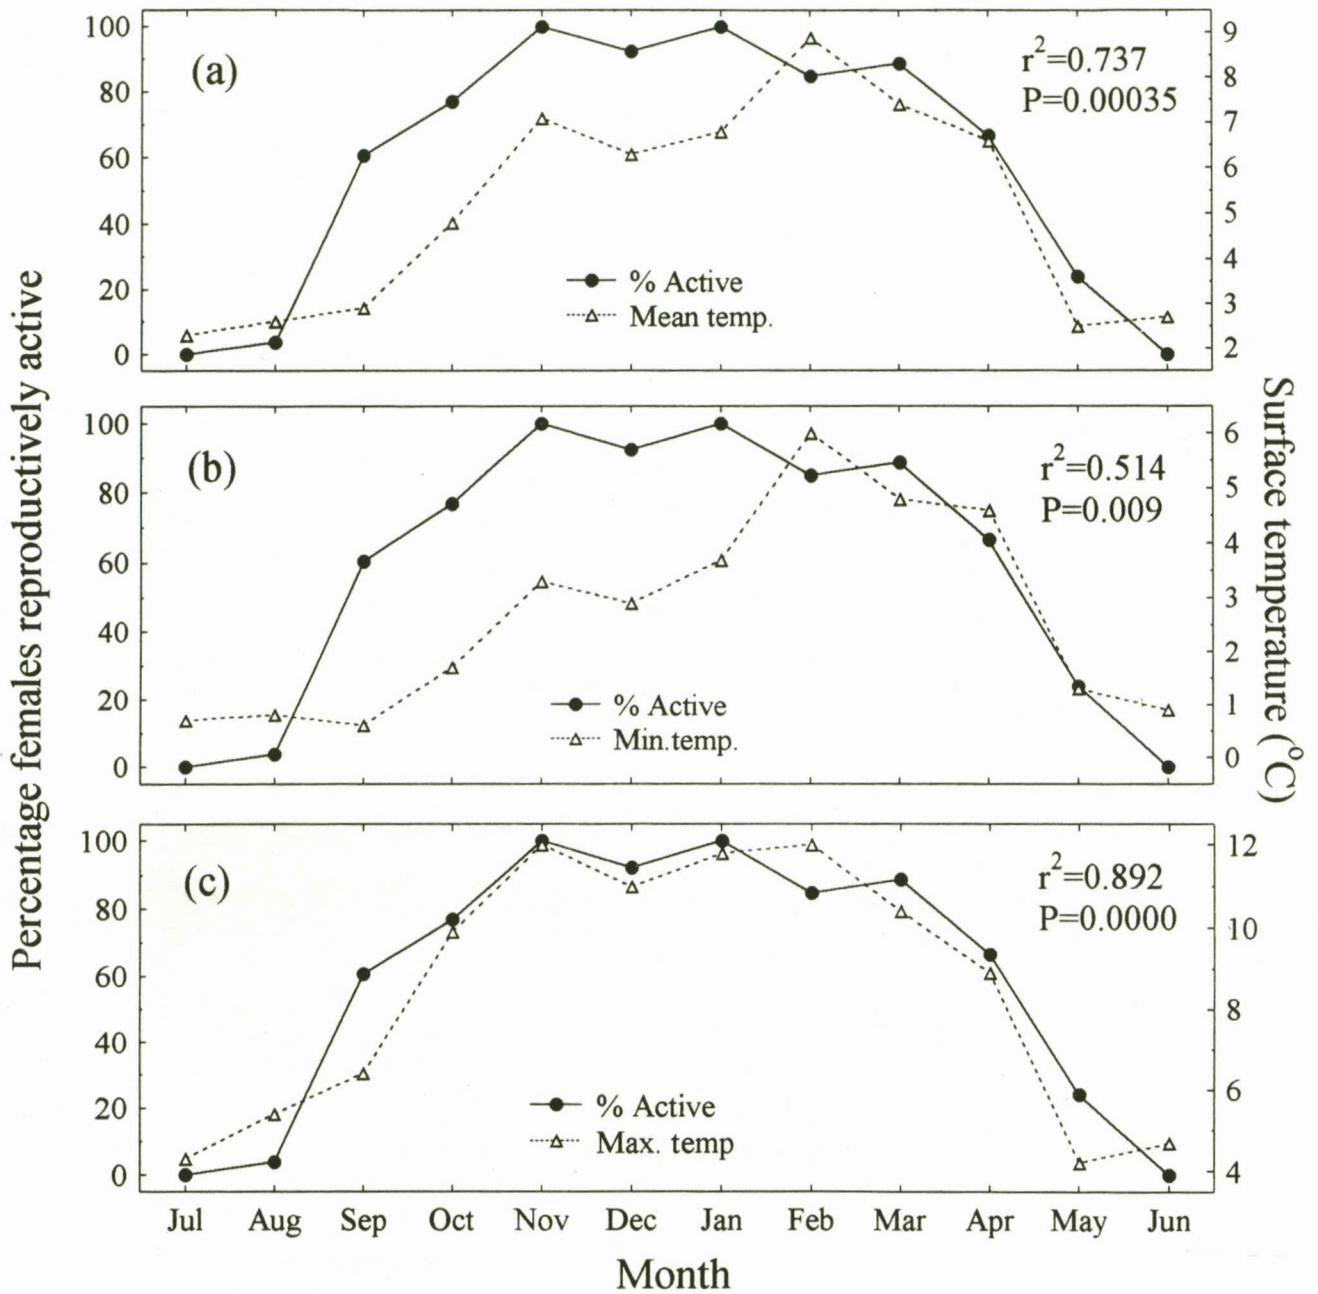 Percentage females reproductively active
Surface temperature (°C)
(a)
r²=0.737
P=0.00035
100
80
60
40
20
0
9
8
7
6
5
4
3
2
% Active
Mean temp.
(b)
r²=0.514
P=0.009
100
80
60
40
20
0
6
5
4
3
2
1
0
% Active
Min.temp.
(c)
r²=0.892
P=0.0000
100
80
60
40
20
0
12
10
8
6
4
% Active
Max. temp
Jul Aug Sep Oct Nov Dec Jan Feb Mar Apr May Jun
Month